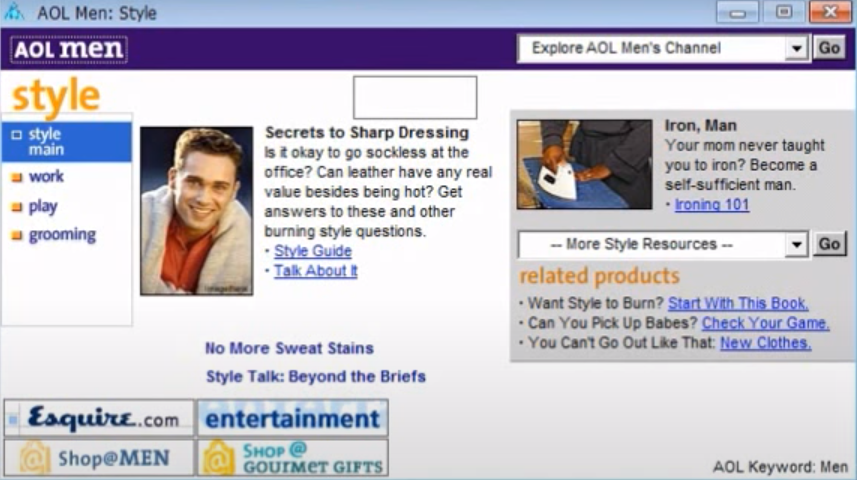 AOL Men: Style
AOL men
Explore AOL Men's Channel
Go
style
style
main
work
play
grooming
Secrets to Sharp Dressing
Is it okay to go sockless at the
office? Can leather have any real
value besides being hot? Get
answers to these and other
burning style questions.
• Style Guide
• Talk About It
Iron, Man
Your mom never taught
you to iron? Become a
self-sufficient man.
• Ironing 101
-- More Style Resources --
Go
related products
• Want Style to Burn? Start With This Book.
• Can You Pick Up Babes? Check Your Game.
• You Can't Go Out Like That: New Clothes.
No More Sweat Stains
Style Talk: Beyond the Briefs
Esquire.com
entertainment
Shop@MEN
SHOP @
GOURMET GIFTS
AOL Keyword: Men